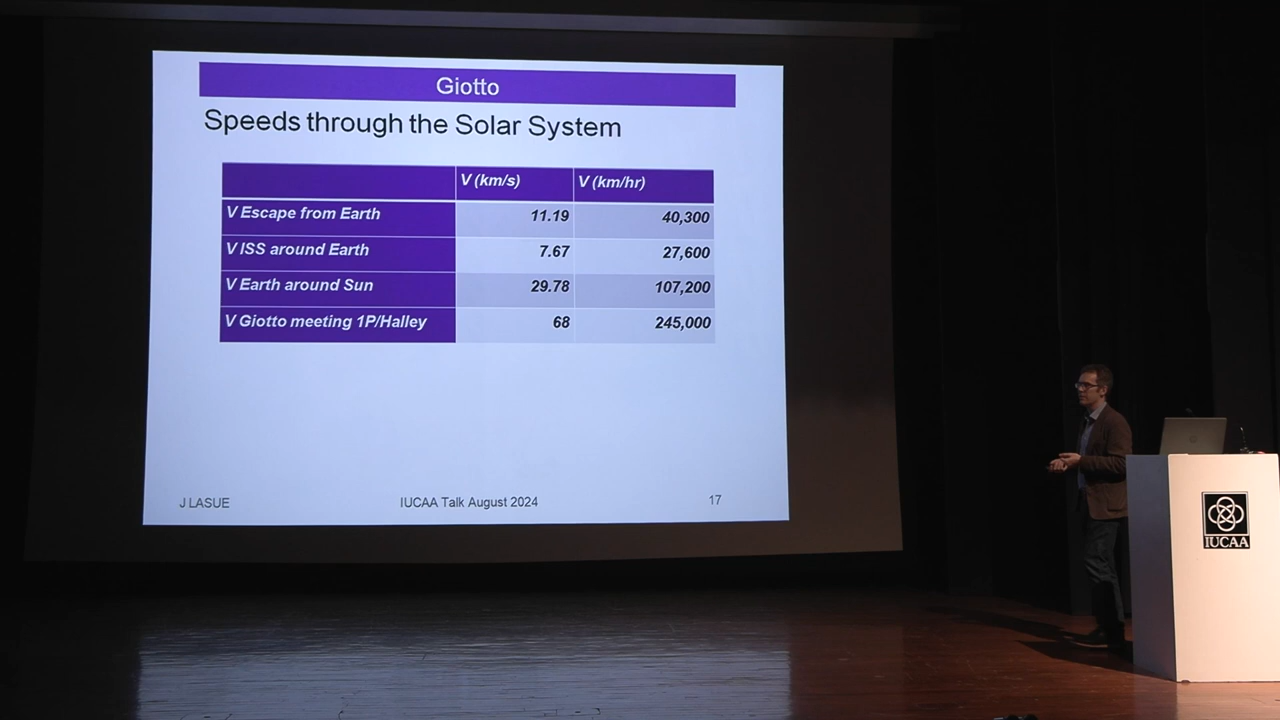 Giotto
Speeds through the Solar System
V (km/s) V (km/hr)
V Escape from Earth 11.19 40,300
V ISS around Earth 7.67 27,600
V Earth around Sun 29.78 107,200
V Giotto meeting 1P/Halley 68 245,000
J LASUE IUCAA Talk August 2024 17
IUCAA